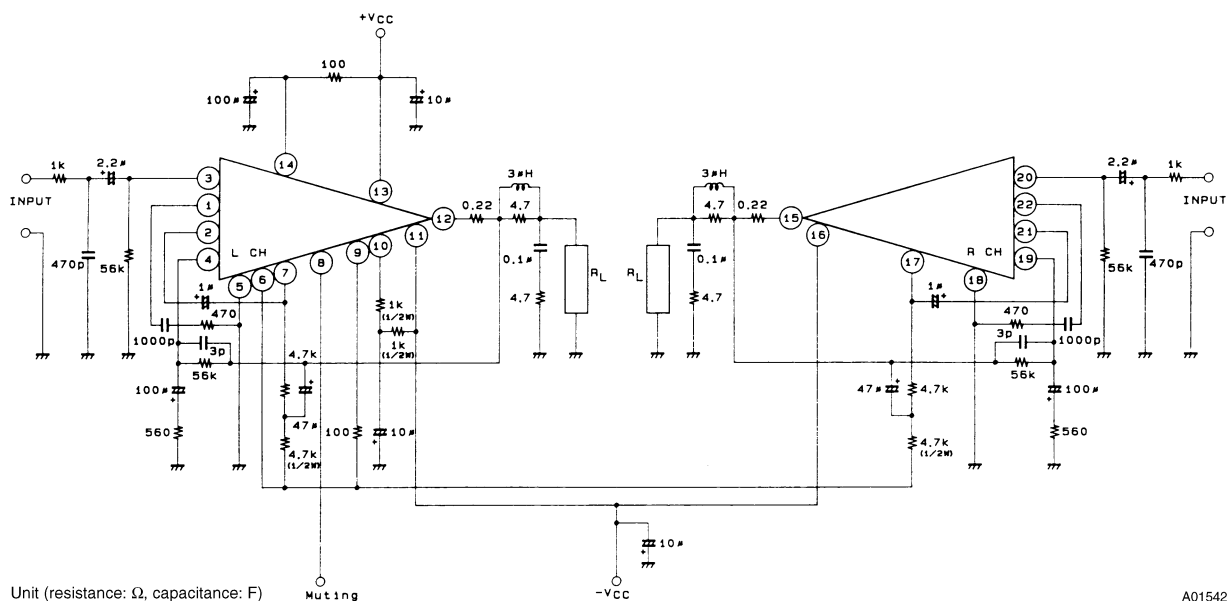 +VCC
100
100µ
+
10µ
+
14
13
1k
2.2µ
+
3
INPUT
1
2
4
L CH
470p
56k
5
6
7
8
9
10
11
12
0.22
3µH
4.7
0.1µ
4.7
RL
1µ
+
470
1000p
3p
56k
100µ
+
560
4.7k
47µ
+
4.7k
(1/2W)
100
1k
(1/2W)
1k
(1/2W)
10µ
+
Muting
3µH
4.7
0.22
15
16
17
18
R CH
20
22
21
19
2.2µ
+
1k
INPUT
RL
0.1µ
4.7
56k
470p
1µ
+
470
3p
1000p
56k
100µ
+
560
47µ
+
4.7k
4.7k
(1/2W)
10µ
+
-VCC
Unit (resistance: Ω, capacitance: F)
A01542